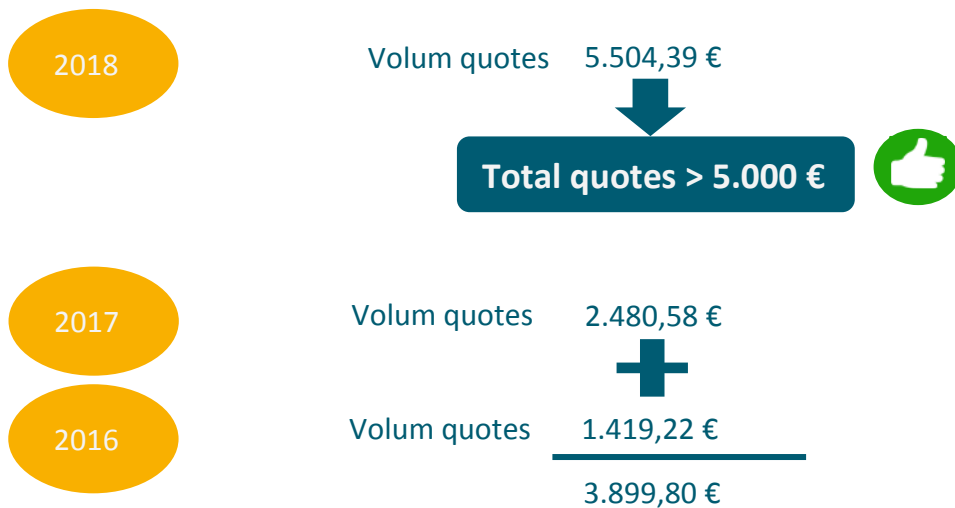 2018
Volum quotes 5.504,39 €
Total quotes > 5.000 €
2017
Volum quotes 2.480,58 €
2016
Volum quotes 1.419,22 €
3.899,80 €